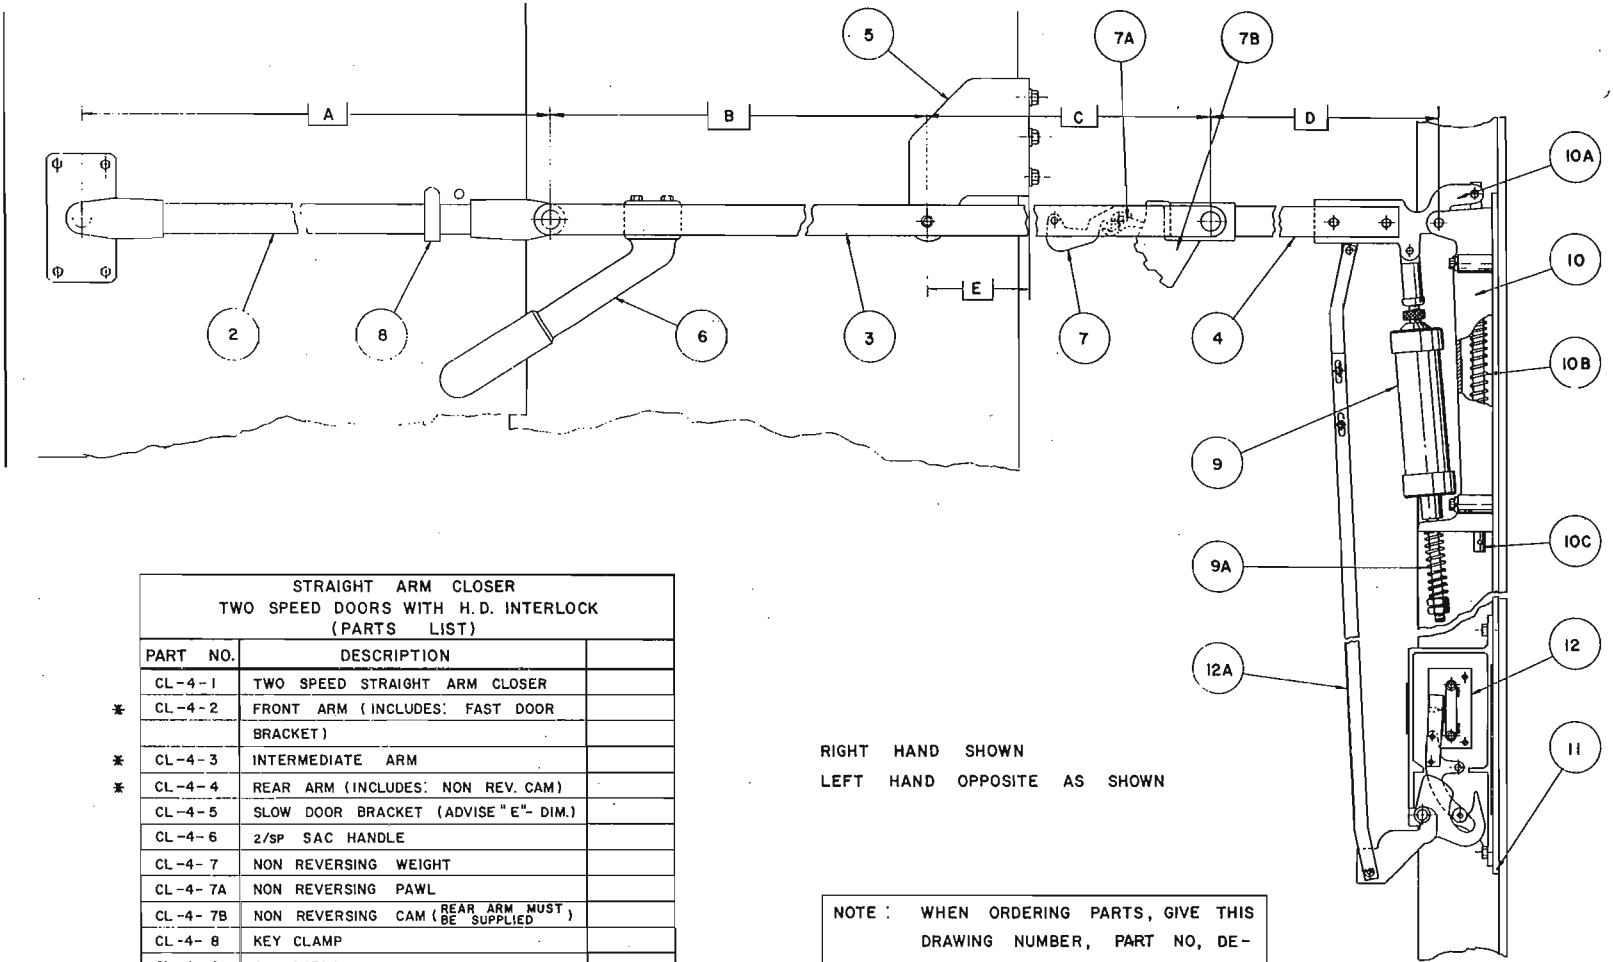 5
7A
7B
A
B
C
D
10A
E
10
2
8
6
3
7
4
10B
9
10C
9A
12
12A
11
STRAIGHT ARM CLOSER
TWO SPEED DOORS WITH H.D. INTERLOCK
(PARTS LIST)
PART NO. DESCRIPTION
CL-4-1 TWO SPEED STRAIGHT ARM CLOSER
* CL-4-2 FRONT ARM (INCLUDES: FAST DOOR
BRACKET)
* CL-4-3 INTERMEDIATE ARM
* CL-4-4 REAR ARM (INCLUDES: NON REV. CAM)
CL-4-5 SLOW DOOR BRACKET (ADVISE "E"- DIM.)
CL-4-6 2/SP SAC HANDLE
CL-4-7 NON REVERSING WEIGHT
CL-4-7A NON REVERSING PAWL
CL-4-7B NON REVERSING CAM (REAR ARM MUST BE SUPPLIED)
CL-4-8 KEY CLAMP
RIGHT HAND SHOWN
LEFT HAND OPPOSITE AS SHOWN
NOTE: WHEN ORDERING PARTS, GIVE THIS
DRAWING NUMBER, PART NO, DE-